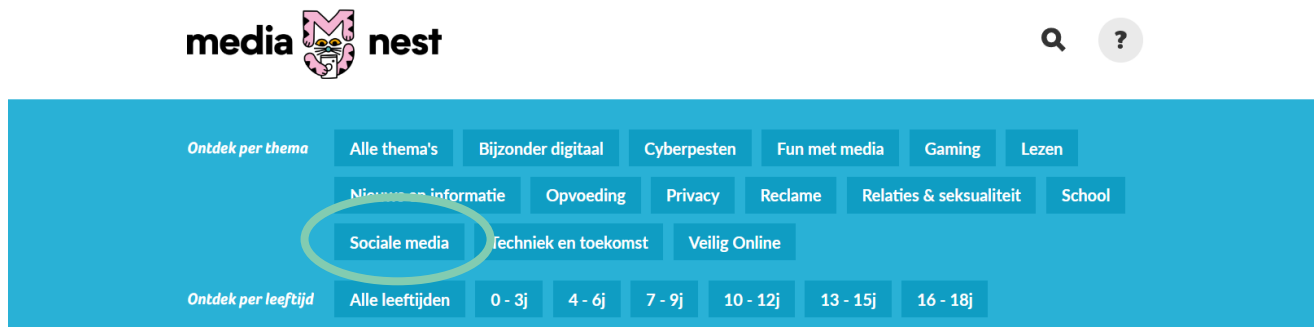 media nest
?
Ontdek per thema Alle thema's Bijzonder digitaal Cyberpesten Fun met media Gaming Lezen
Nieuws en informatie Opvoeding Privacy Reclame Relaties & seksualiteit School
Sociale media Techniek en toekomst Veilig Online
Ontdek per leeftijd Alle leeftijden 0 - 3j 4 - 6j 7 - 9j 10 - 12j 13 - 15j 16 - 18j